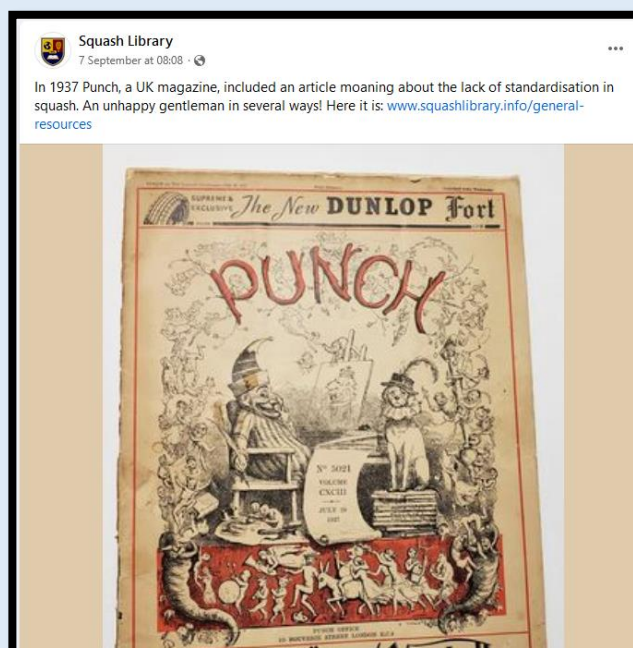 Squash Library
7 September at 08:08 ·
In 1937 Punch, a UK magazine, included an article moaning about the lack of standardisation in
squash. An unhappy gentleman in several ways! Here it is: www.squashlibrary.info/general-
resources
SUPREME &
EXCLUSIVE
The New DUNLOP Fort
PUNCH
Nº 5021
VOLUME
CXCIII
JULY 28
1937
PUNCH OFFICE
10 BOUVERIE STREET LONDON E.C.4